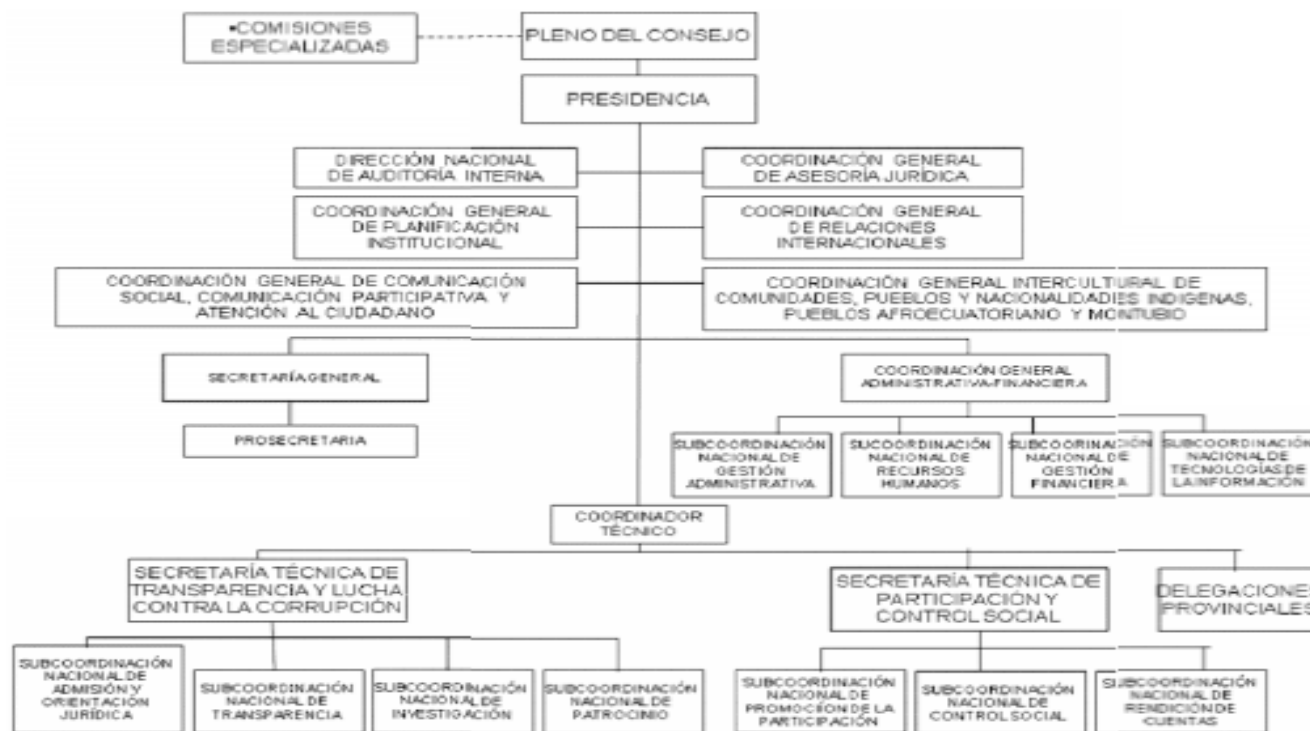 •COMISIONES
ESPECIALIZADAS
PLENO DEL CONSEJO
PRESIDENCIA
DIRECCIÓN NACIONAL
DE AUDITORÍA INTERNA
COORDINACIÓN GENERAL
DE ASESORÍA JURÍDICA
COORDINACIÓN GENERAL
DE PLANIFICACIÓN
INSTITUCIONAL
COORDINACIÓN GENERAL
DE RELACIONES
INTERNACIONALES
COORDINACIÓN GENERAL DE COMUNICACIÓN
SOCIAL, COMUNICACIÓN PARTICIPATIVA Y
ATENCIÓN AL CIUDADANO
COORDINACIÓN GENERAL INTERCULTURAL DE
COMUNIDADES, PUEBLOS Y NACIONALIDADES INDIGENAS,
PUEBLOS AFROECUATORIANO Y MONTUBIO
SECRETARÍA GENERAL
COORDINACIÓN GENERAL
ADMINISTRATIVA-FINANCIERA
PROSECRETARIA
SUBCOORDINACIÓN
NACIONAL DE
GESTIÓN
ADMINISTRATIVA
SUCOORDINACIÓN
NACIONAL DE
RECURSOS
HUMANOS
SUBCOORDINACIÓN
NACIONAL DE
GESTIÓN
FINANCIERA
SUBCOORDINACIÓN
NACIONAL DE
TECNOLOGÍAS DE
LA INFORMACIÓN
COORDINADOR
TÉCNICO
SECRETARÍA TÉCNICA DE
TRANSPARENCIA Y LUCHA
CONTRA LA CORRUPCIÓN
SECRETARÍA TÉCNICA DE
PARTICIPACIÓN Y
CONTROL SOCIAL
DELEGACIONE
PROVINCIALES
SUBCOORDINACIÓN
NACIONAL DE
ADMISIÓN Y
ORIENTACIÓN
JURÍDICA
SUBCOORDINACIÓN
NACIONAL DE
TRANSPARENCIA
SUBCOORDINACIÓN
NACIONAL DE
INVESTIGACIÓN
SUBCOORDINACIÓN
NACIONAL DE
PATROCINIO
SUBCOORDINACIÓN
NACIONAL DE
PROMOCIÓN DE LA
PARTICIPACIÓN
SUBCOORDINACIÓN
NACIONAL DE
CONTROL SOCIAL
SUBCOORDINACIÓN
NACIONAL DE
RENDICIÓN DE
CUENTAS